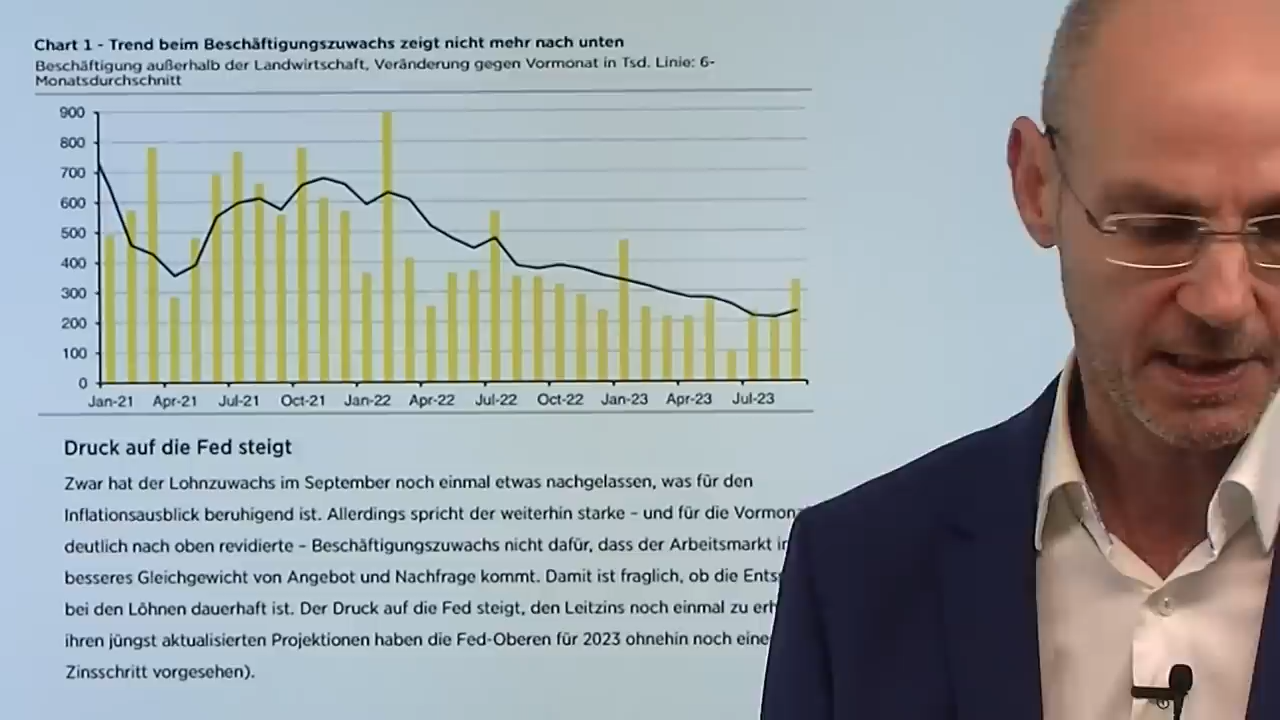 Chart 1 - Trend beim Beschäftigungszuwachs zeigt nicht mehr nach unten
Beschäftigung außerhalb der Landwirtschaft, Veränderung gegen Vormonat in Tsd. Linie: 6-
Monatsdurchschnitt
900
800
700
600
500
400
300
200
100
0
Jan-21 Apr-21 Jul-21 Oct-21 Jan-22 Apr-22 Jul-22 Oct-22 Jan-23 Apr-23 Jul-23
Druck auf die Fed steigt
Zwar hat der Lohnzuwachs im September noch einmal etwas nachgelassen, was für den
Inflationsausblick beruhigend ist. Allerdings spricht der weiterhin starke – und für die
deutlich nach oben revidierte – Beschäftigungszuwachs nicht dafür, dass der Arbeitsmarkt
besseres Gleichgewicht von Angebot und Nachfrage kommt. Damit ist fraglich, ob die
bei den Löhnen dauerhaft ist. Der Druck auf die Fed steigt, den Leitzins noch einmal zu
ihren jüngst aktualisierten Projektionen haben die Fed-Oberen für 2023 ohnehin noch
Zinsschritt vorgesehen).